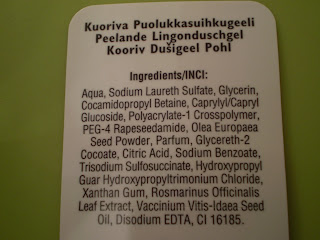 Kuoriva Puolukkasuihkugeeli
Peelande Lingonduschgel
Kooriv Dušigeel Pohl
Ingredients/INCI:
Aqua, Sodium Laureth Sulfate, Glycerin,
Cocamidopropyl Betaine, Caprylyl/Capryl
Glucoside, Polyacrylate-1 Crosspolymer,
PEG-4 Rapeseedamide, Olea Europaea
Seed Powder, Parfum, Glycereth-2
Cocoate, Citric Acid, Sodium Benzoate,
Trisodium Sulfosuccinate, Hydroxypropyl
Guar Hydroxypropyltrimonium Chloride,
Xanthan Gum, Rosmarinus Officinalis
Leaf Extract, Vaccinium Vitis-Idaea Seed
Oil, Disodium EDTA, CI 16185.